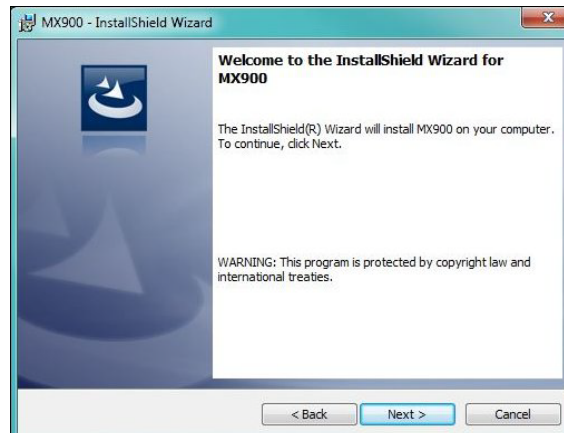 MX900 - InstallShield Wizard
Welcome to the InstallShield Wizard for
MX900
The InstallShield(R) Wizard will install MX900 on your computer.
To continue, click Next.
WARNING: This program is protected by copyright law and
international treaties.
< Back
Next >
Cancel